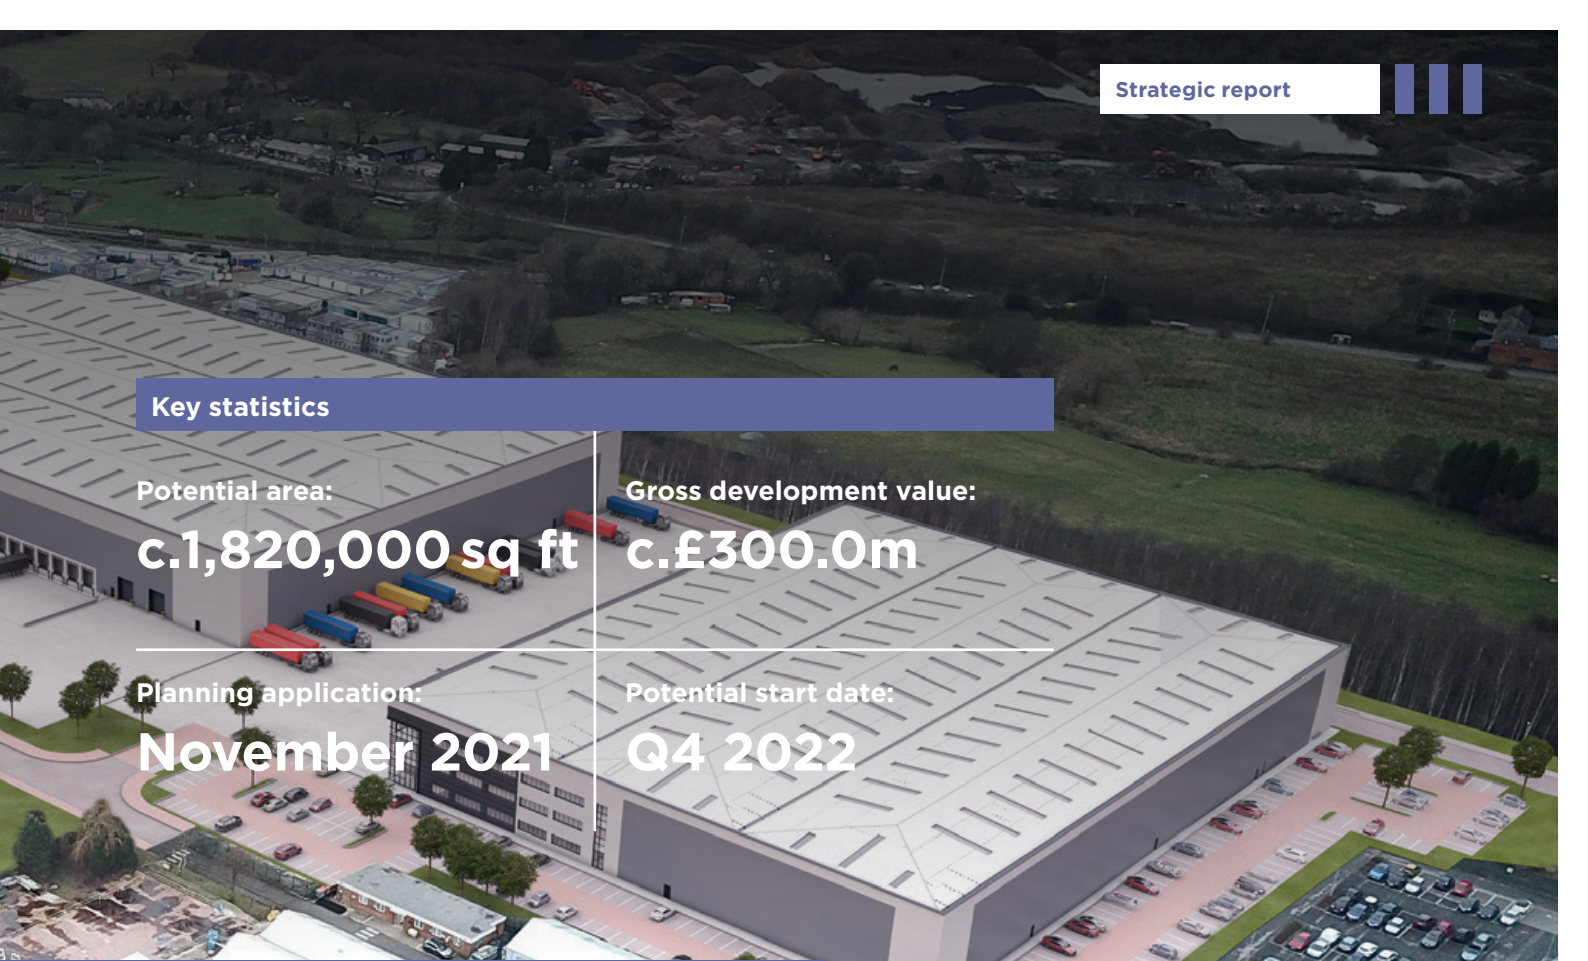 Strategic report
Key statistics
Potential area:
c.1,820,000 sq ft
Gross development value:
c.£300.0m
Planning application:
November 2021
Potential start date:
Q4 2022